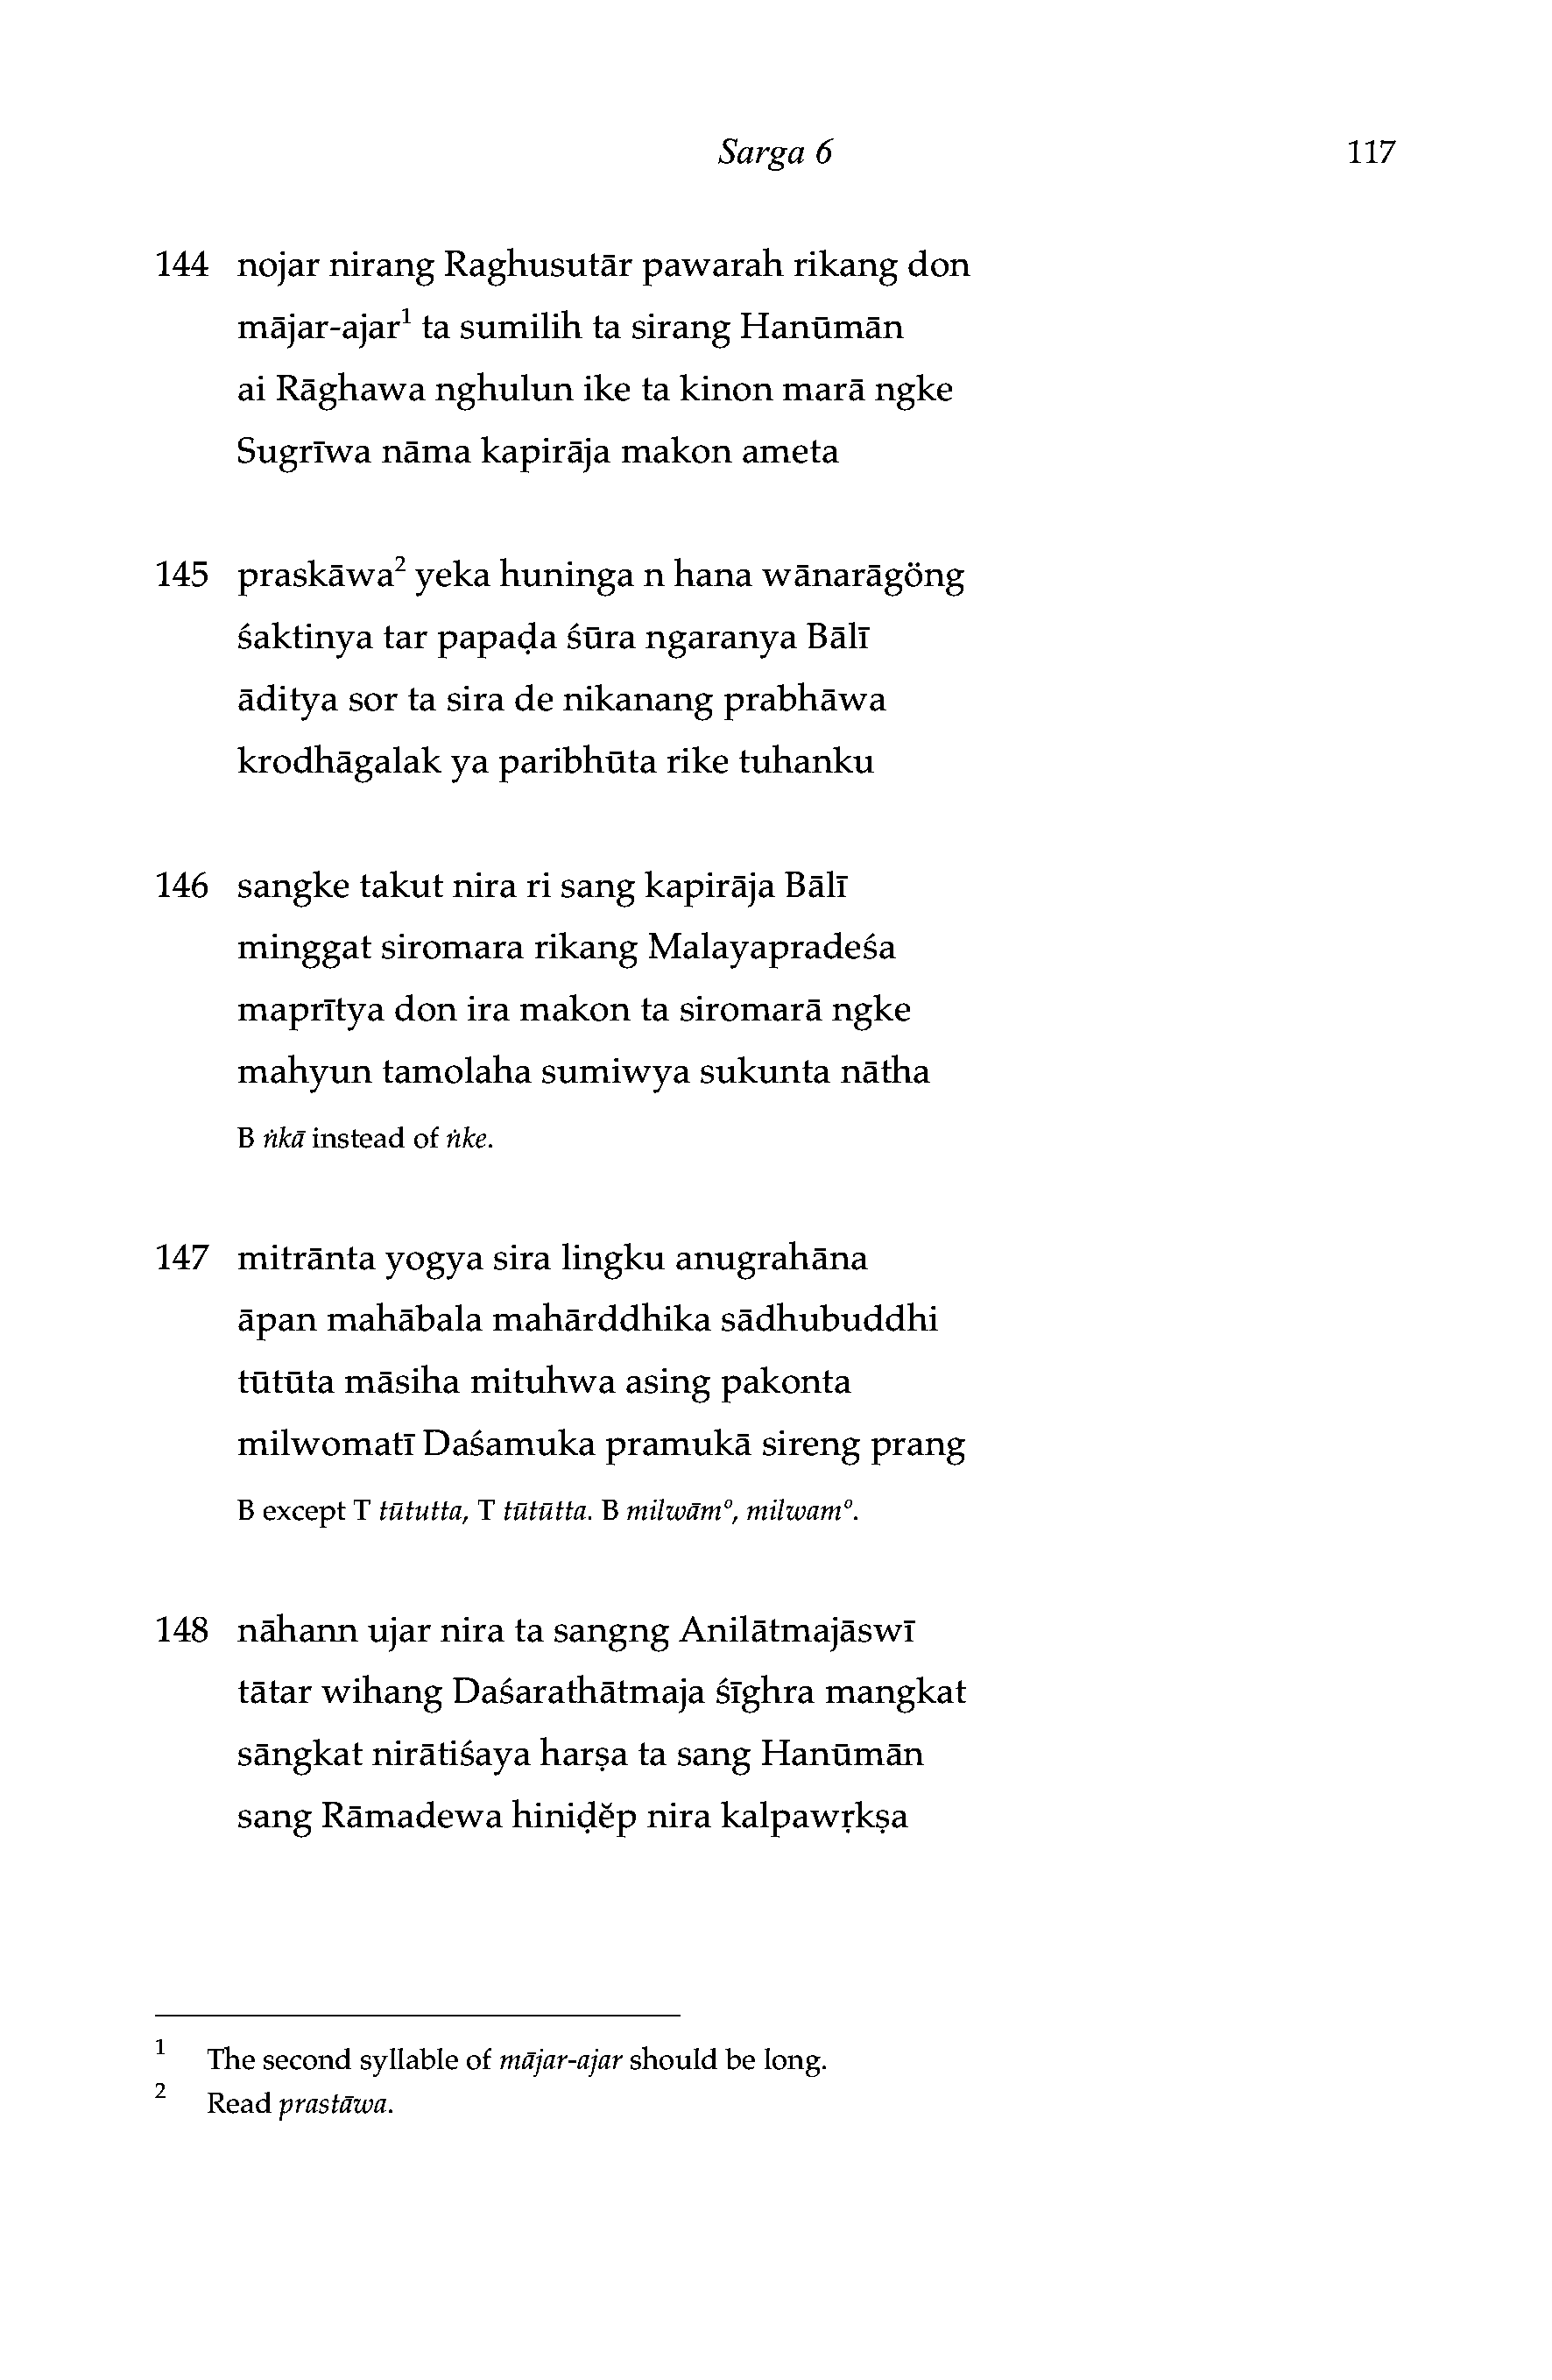 Sarga 6 117
144 nojar nirang Raghusutār pawarah rikang don
mājar-ajar¹ ta sumilih ta sirang Hanūmān
ai Rāghawa nghulun ike ta kinon marā ngke
Sugrīwa nāma kapirāja makon ameta
145 praskāwa² yeka huninga n hana wānarāgöng
śaktinya tar papaḍa śūra ngaranya Bālī
āditya sor ta sira de nikanang prabhāwa
krodhāgalak ya paribhūta rike tuhanku
146 sangke takut nira ri sang kapirāja Bālī
minggat siromara rikang Malayapradeśa
maprītya don ira makon ta siromarā ngke
mahyun tamolaha sumiwya sukunta nātha
B ṅkā instead of ṅke.
147 mitrānta yogya sira lingku anugrahāna
āpan mahābala mahārddhika sādhubuddhi
tūtūta māsiha mituhwa asing pakonta
milwomatī Daśamuka pramukā sireng prang
B except T tūtutta, T tūtūtta. B milwāmº, milwamº.
148 nāhann ujar nira ta sangng Anilātmajāswī
tātar wihang Daśarathātmaja śīghra mangkat
sāngkat nirātiśaya harṣa ta sang Hanūmān
sang Rāmadewa hiniḍĕp nira kalpawṛkṣa
¹ The second syllable of mājar-ajar should be long.
² Read prastāwa.